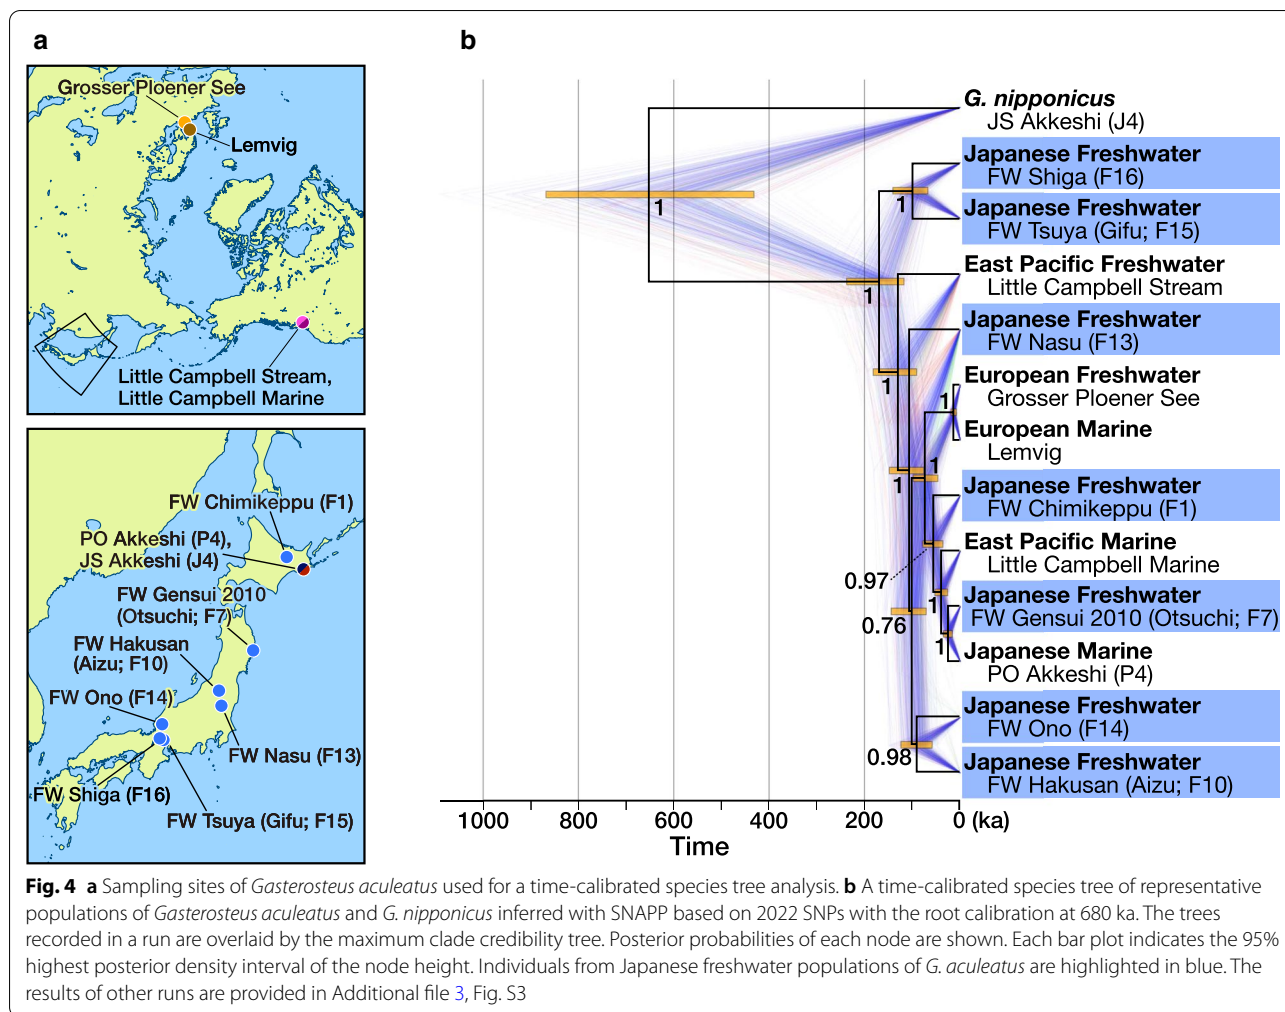 a
Grosser Ploener See
Lemvig
Little Campbell Stream,
Little Campbell Marine
FW Chimikeppu (F1)
PO Akkeshi (P4),
JS Akkeshi (J4)
FW Gensui 2010
(Otsuchi; F7)
FW Hakusan
(Aizu; F10)
FW Ono (F14)
FW Nasu (F13)
FW Shiga (F16)
FW Tsuya (Gifu; F15)
b
G. nipponicus
JS Akkeshi (J4)
Japanese Freshwater
FW Shiga (F16)
Japanese Freshwater
FW Tsuya (Gifu; F15)
East Pacific Freshwater
Little Campbell Stream
Japanese Freshwater
FW Nasu (F13)
European Freshwater
Grosser Ploener See
European Marine
Lemvig
Japanese Freshwater
FW Chimikeppu (F1)
East Pacific Marine
Little Campbell Marine
Japanese Freshwater
FW Gensui 2010 (Otsuchi; F7)
Japanese Marine
PO Akkeshi (P4)
Japanese Freshwater
FW Ono (F14)
Japanese Freshwater
FW Hakusan (Aizu; F10)
1
1
1
1
1
1
1
0.97
1
0.76
1
0.98
1000 800 600 400 200 0 (ka)
Time
Fig. 4 a Sampling sites of Gasterosteus aculeatus used for a time-calibrated species tree analysis. b A time-calibrated species tree of representative
populations of Gasterosteus aculeatus and G. nipponicus inferred with SNAPP based on 2022 SNPs with the root calibration at 680 ka. The trees
recorded in a run are overlaid by the maximum clade credibility tree. Posterior probabilities of each node are shown. Each bar plot indicates the 95%
highest posterior density interval of the node height. Individuals from Japanese freshwater populations of G. aculeatus are highlighted in blue. The
results of other runs are provided in Additional file 3, Fig. S3